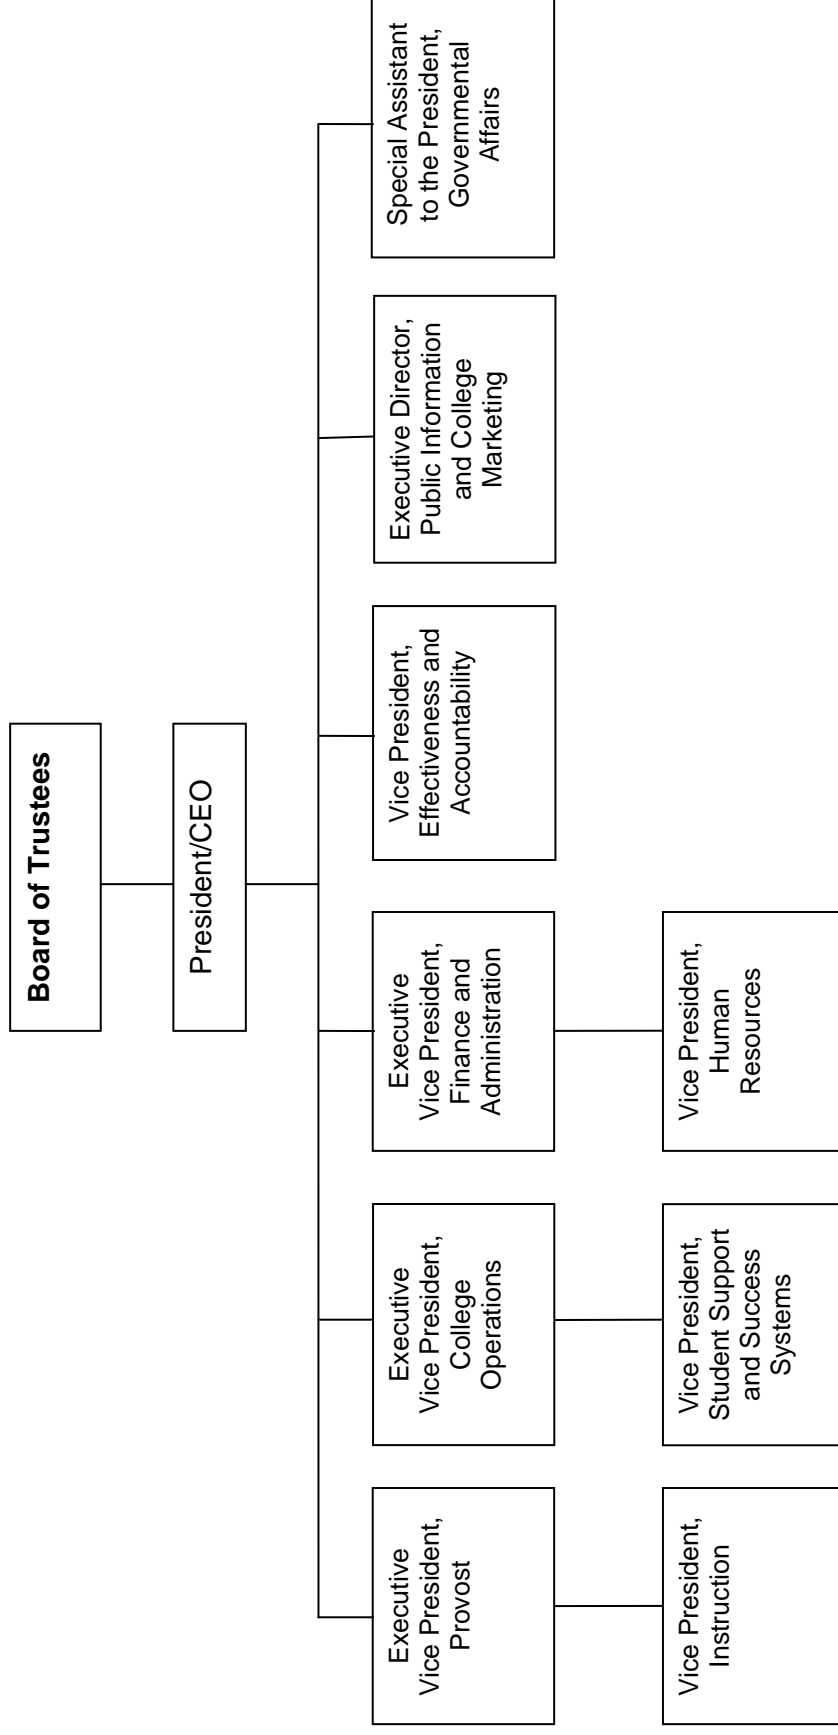 Board of Trustees
President/CEO
Executive
Vice President,
Provost
Executive
Vice President,
College
Operations
Executive
Vice President,
Finance and
Administration
Vice President,
Effectiveness and
Accountability
Executive Director,
Public Information
and College
Marketing
Special Assistant
to the President,
Governmental
Affairs
Vice President,
Instruction
Vice President,
Student Support
and Success
Systems
Vice President,
Human
Resources